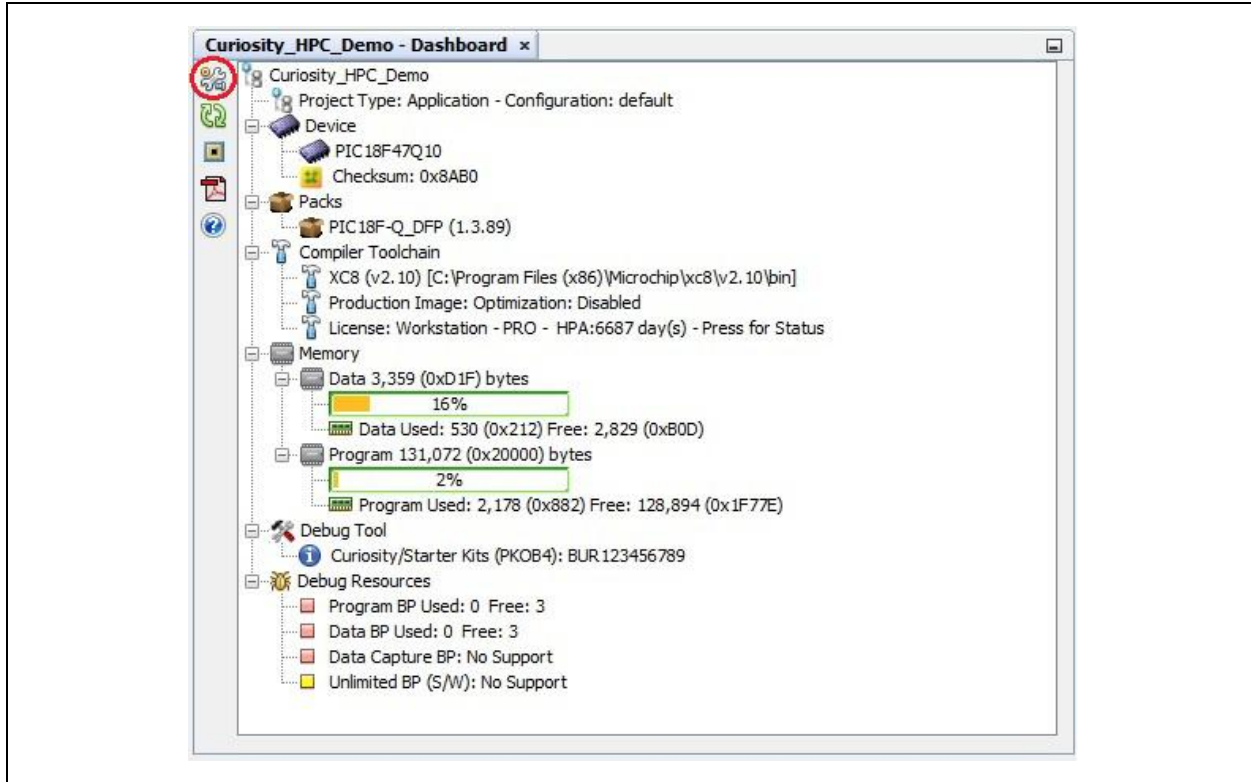 Curiosity_HPC_Demo - Dashboard ×
Curiosity_HPC_Demo
Project Type: Application - Configuration: default
Device
PIC18F47Q10
Checksum: 0x8AB0
Packs
PIC18F-Q_DFP (1.3.89)
Compiler Toolchain
XC8 (v2.10) [C:\Program Files (x86)\Microchip\xc8\v2.10\bin]
Production Image: Optimization: Disabled
License: Workstation - PRO - HPA:6687 day(s) - Press for Status
Memory
Data 3,359 (0xD1F) bytes
16%
Data Used: 530 (0x212) Free: 2,829 (0xB0D)
Program 131,072 (0x20000) bytes
2%
Program Used: 2,178 (0x882) Free: 128,894 (0x1F77E)
Debug Tool
Curiosity/Starter Kits (PKOB4): BUR123456789
Debug Resources
Program BP Used: 0 Free: 3
Data BP Used: 0 Free: 3
Data Capture BP: No Support
Unlimited BP (S/W): No Support